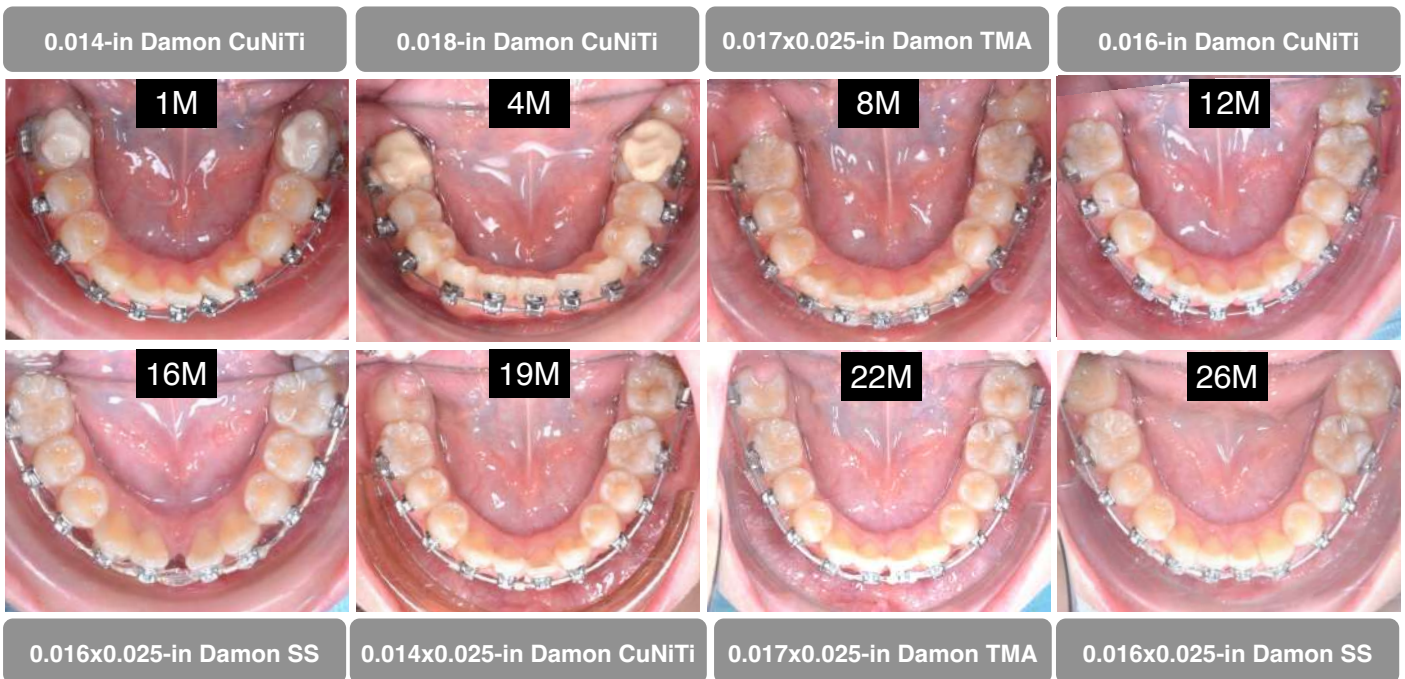 0.014-in Damon CuNiTi
0.018-in Damon CuNiTi
0.017x0.025-in Damon TMA
0.016-in Damon CuNiTi
1M
4M
8M
12M
16M
19M
22M
26M
0.016x0.025-in Damon SS
0.014x0.025-in Damon CuNiTi
0.017x0.025-in Damon TMA
0.016x0.025-in Damon SS